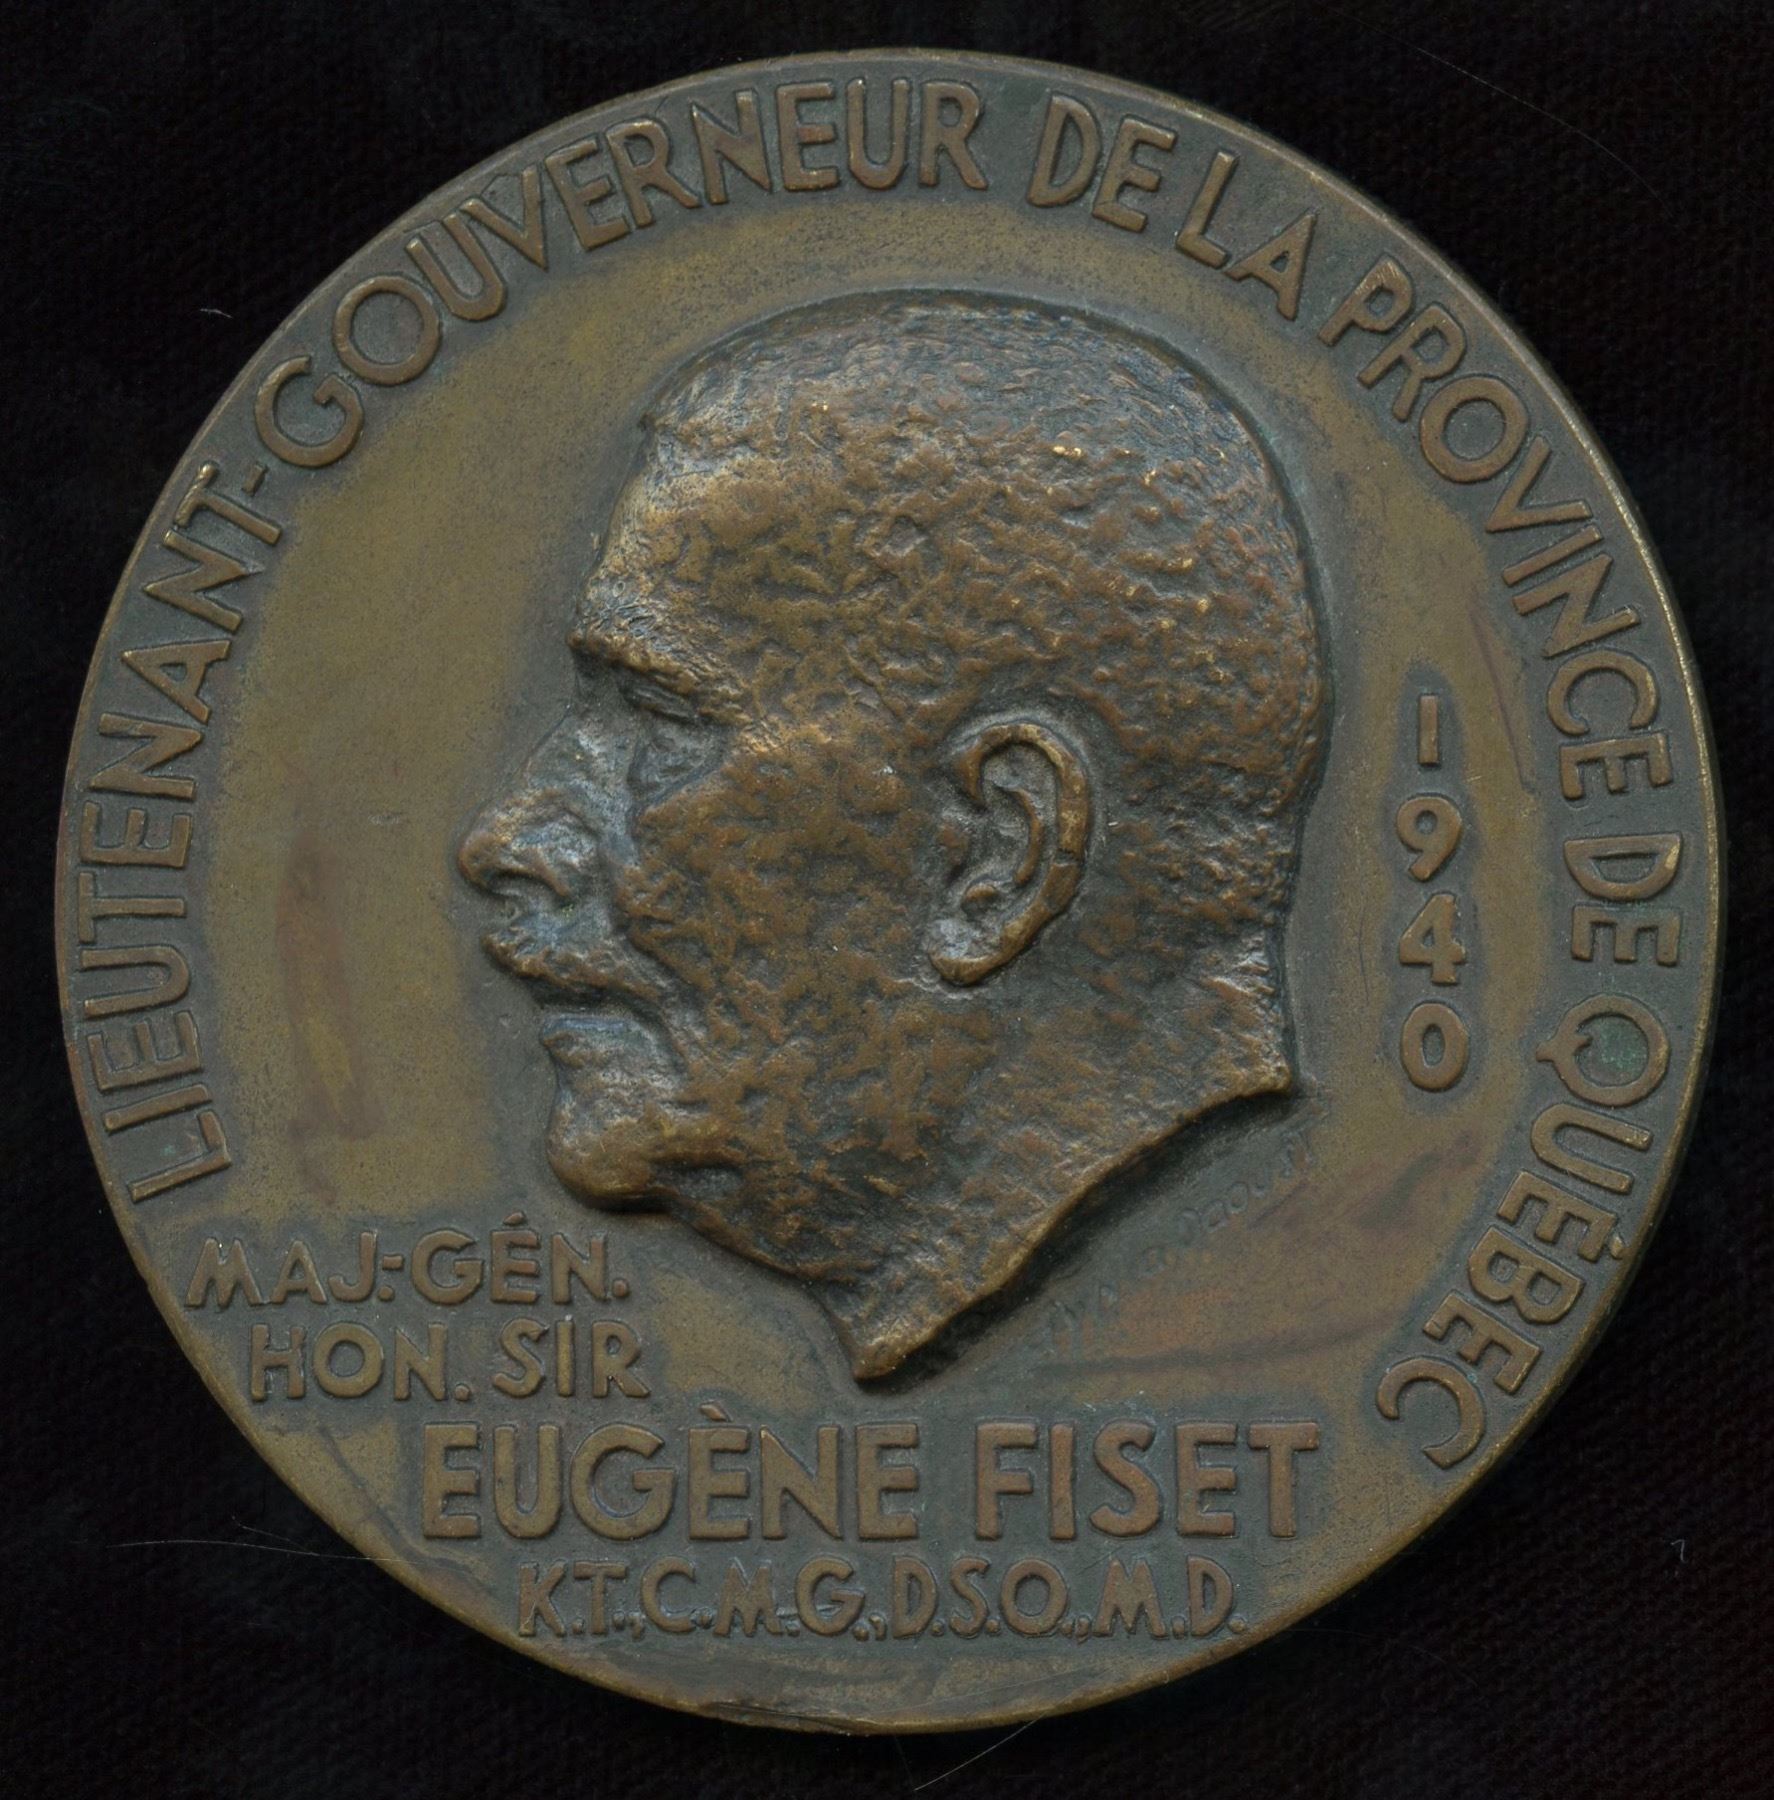 LIEUTENANT-GOUVERNEUR DE LA PROVINCE DE QUÉBEC
1940
MAJ.-GÉN.
HON. SIR
EUGÈNE FISET
K.T., C.M.G., D.S.O., M.D.